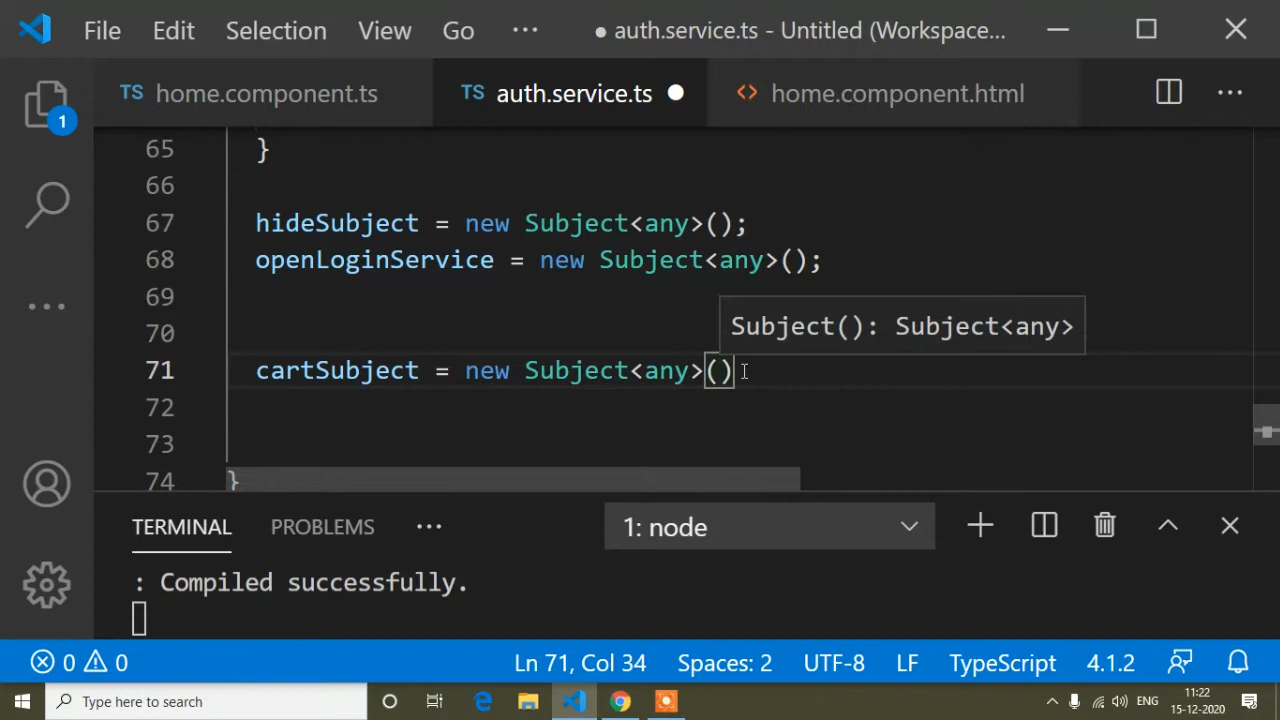 File Edit Selection View Go ··· ● auth.service.ts - Untitled (Workspace...
TS home.component.ts TS auth.service.ts ● <> home.component.html ···
1
65 }
66
67 hideSubject = new Subject<any>();
68 openLoginService = new Subject<any>();
69
Subject(): Subject<any>
70
71 cartSubject = new Subject<any>()
72
73
74 }
TERMINAL PROBLEMS ··· 1: node
: Compiled successfully.
0 0 Ln 71, Col 34 Spaces: 2 UTF-8 LF TypeScript 4.1.2
Type here to search ENG 11:22
15-12-2020